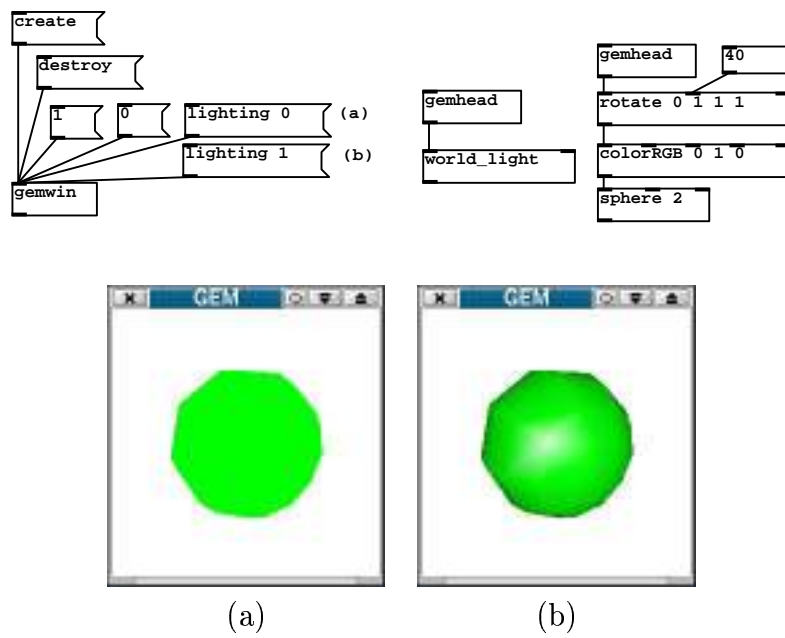 create
destroy
1
0
lighting 0
(a)
lighting 1
(b)
gemwin
gemhead
world_light
gemhead
40
rotate 0 1 1 1
colorRGB 0 1 0
sphere 2
GEM
GEM
(a)
(b)